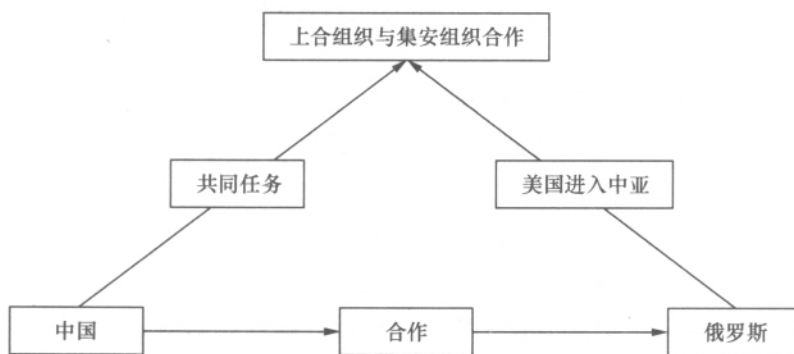 上合组织与集安组织合作
共同任务
美国进入中亚
中国
合作
俄罗斯